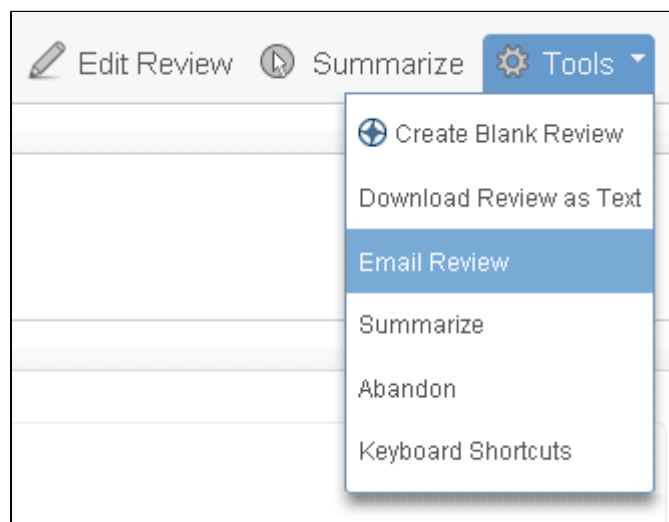 Edit Review Summarize Tools
Create Blank Review
Download Review as Text
Email Review
Summarize
Abandon
Keyboard Shortcuts